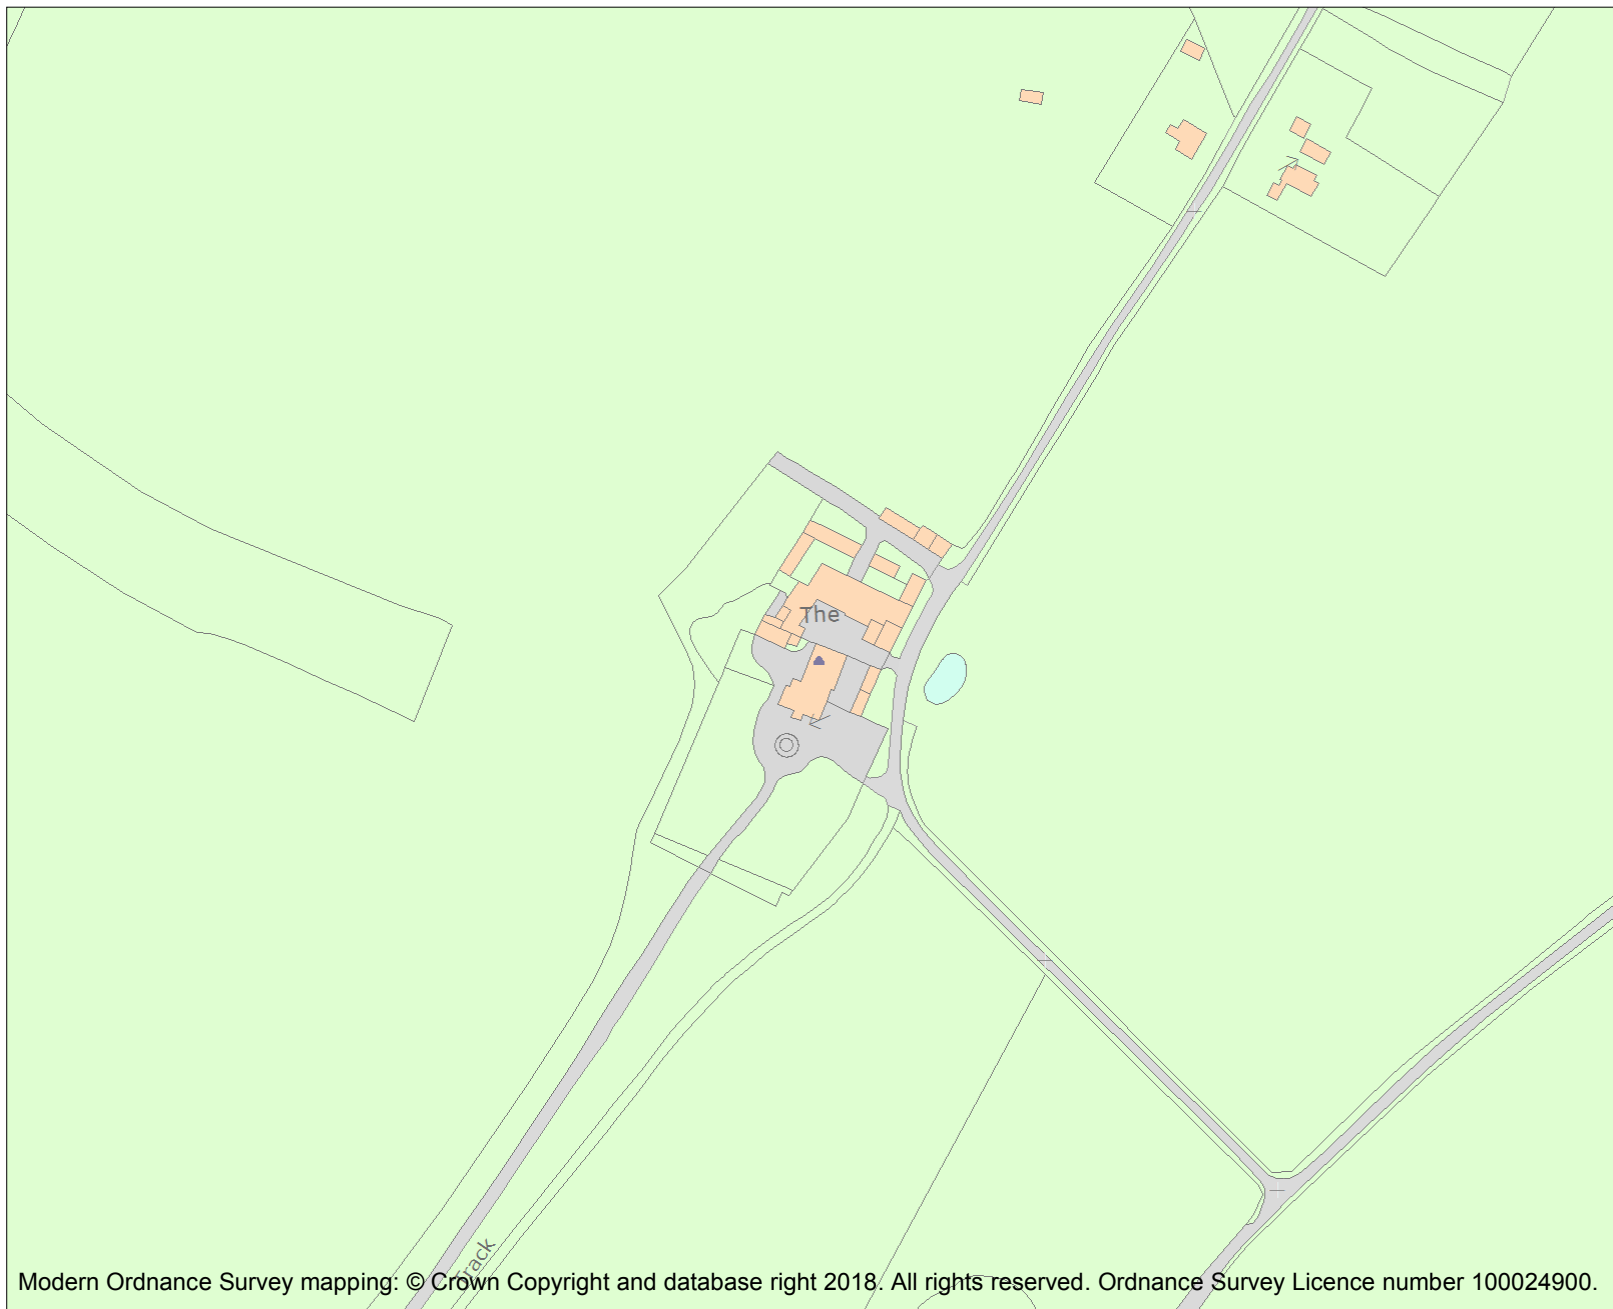 The
Track
Modern Ordnance Survey mapping: © Crown Copyright and database right 2018. All rights reserved. Ordnance Survey Licence number 100024900.